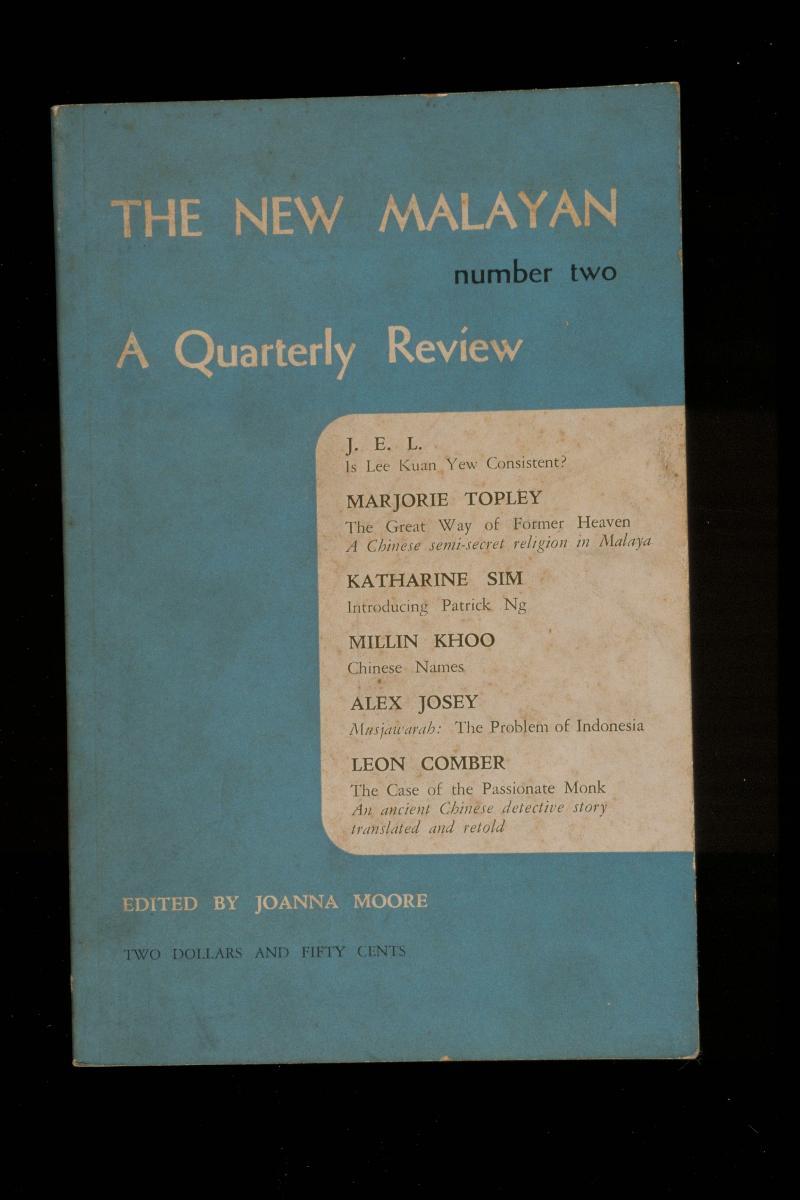 THE NEW MALAYAN
number two
A Quarterly Review
J. E. L.
Is Lee Kuan Yew Consistent?
MARJORIE TOPLEY
The Great Way of Former Heaven
A Chinese semi-secret religion in Malaya
KATHARINE SIM
Introducing Patrick Ng
MILLIN KHOO
Chinese Names
ALEX JOSEY
Musjawarah: The Problem of Indonesia
LEON COMBER
The Case of the Passionate Monk
An ancient Chinese detective story
translated and retold
EDITED BY JOANNA MOORE
TWO DOLLARS AND FIFTY CENTS